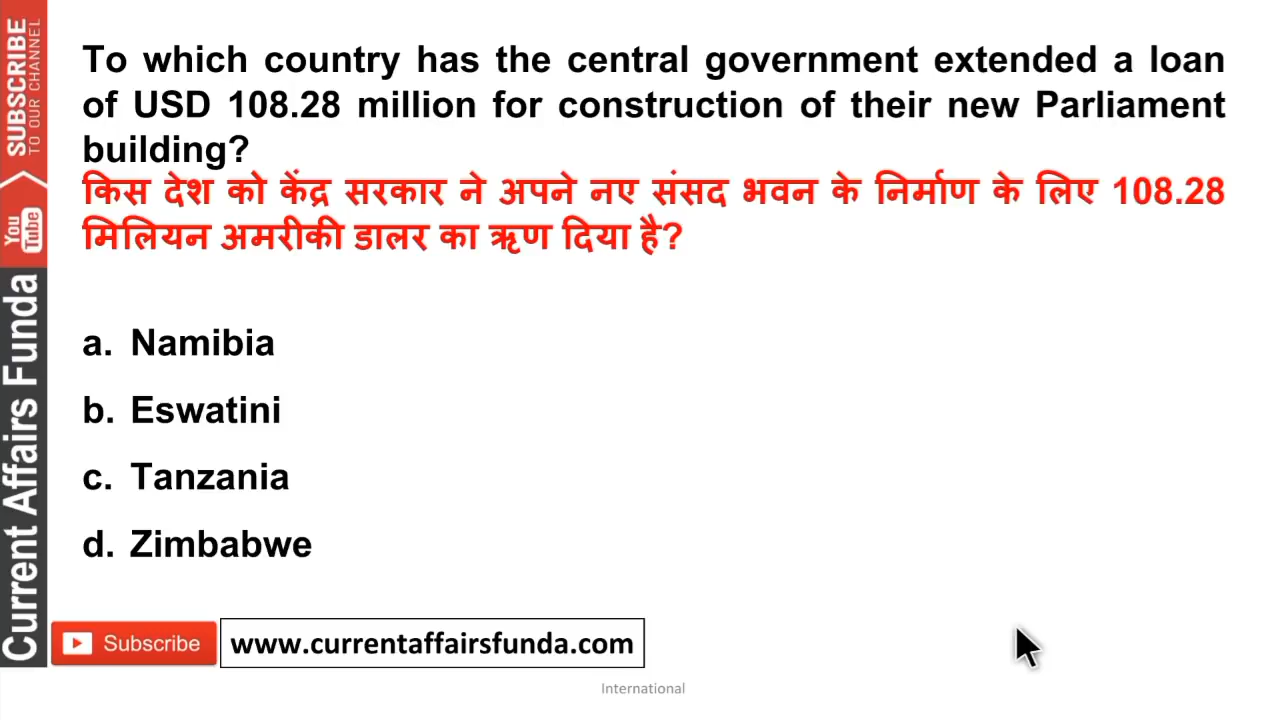 To which country has the central government extended a loan
of USD 108.28 million for construction of their new Parliament
building?
किस देश को केंद्र सरकार ने अपने नए संसद भवन के निर्माण के लिए 108.28
मिलियन अमरीकी डालर का ऋण दिया है?
a. Namibia
b. Eswatini
c. Tanzania
d. Zimbabwe
SUBSCRIBE
TO OUR CHANNEL
You
Tube
Current Affairs Funda
Subscribe
www.currentaffairsfunda.com
International